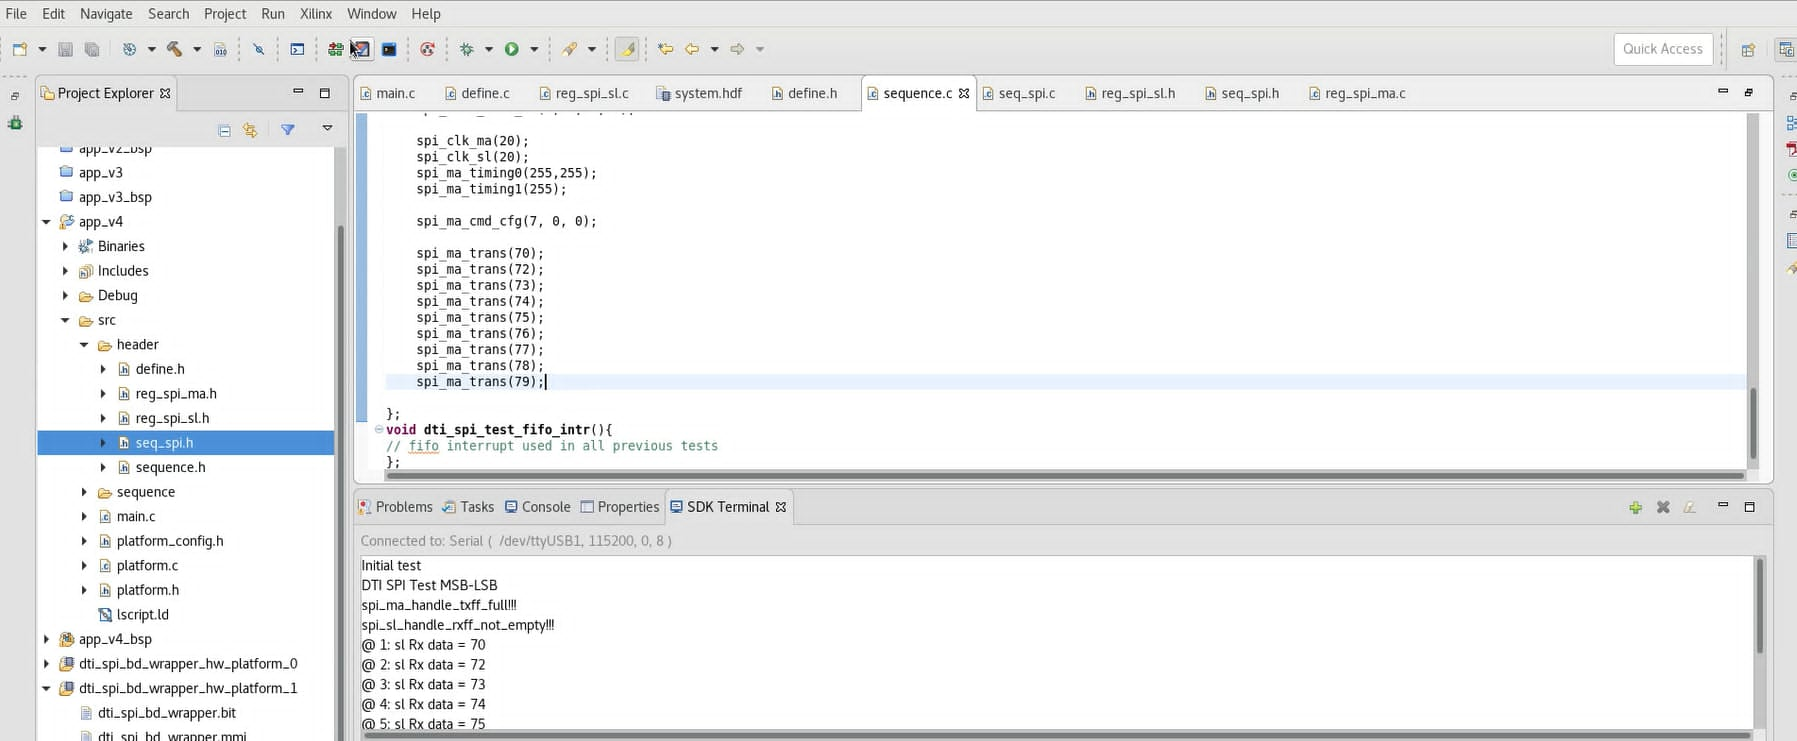 File Edit Navigate Search Project Run Xilinx Window Help
Quick Access
Project Explorer
app_v2_bsp
app_v3
app_v3_bsp
app_v4
Binaries
Includes
Debug
src
header
define.h
reg_spi_ma.h
reg_spi_sl.h
seq_spi.h
sequence.h
sequence
main.c
platform_config.h
platform.c
platform.h
lscript.ld
app_v4_bsp
dti_spi_bd_wrapper_hw_platform_0
dti_spi_bd_wrapper_hw_platform_1
dti_spi_bd_wrapper.bit
dti_spi_bd_wrapper.mmi
main.c define.c reg_spi_sl.c system.hdf define.h sequence.c seq_spi.c reg_spi_sl.h seq_spi.h reg_spi_ma.c
spi_clk_ma(20);
spi_clk_sl(20);
spi_ma_timing0(255,255);
spi_ma_timing1(255);
spi_ma_cmd_cfg(7, 0, 0);
spi_ma_trans(70);
spi_ma_trans(72);
spi_ma_trans(73);
spi_ma_trans(74);
spi_ma_trans(75);
spi_ma_trans(76);
spi_ma_trans(77);
spi_ma_trans(78);
spi_ma_trans(79);
};
void dti_spi_test_fifo_intr(){
// fifo interrupt used in all previous tests
};
Problems Tasks Console Properties SDK Terminal
Connected to: Serial ( /dev/ttyUSB1, 115200, 0, 8 )
Initial test
DTI SPI Test MSB-LSB
spi_ma_handle_txff_full!!!
spi_sl_handle_rxff_not_empty!!!
@ 1: sl Rx data = 70
@ 2: sl Rx data = 72
@ 3: sl Rx data = 73
@ 4: sl Rx data = 74
@ 5: sl Rx data = 75